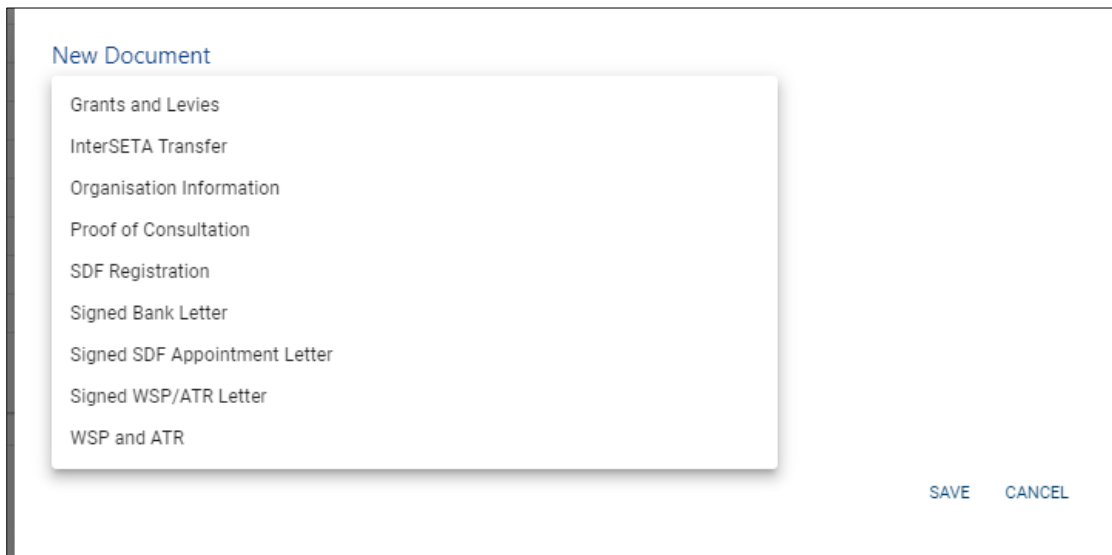 New Document
Grants and Levies
InterSETA Transfer
Organisation Information
Proof of Consultation
SDF Registration
Signed Bank Letter
Signed SDF Appointment Letter
Signed WSP/ATR Letter
WSP and ATR
SAVE CANCEL